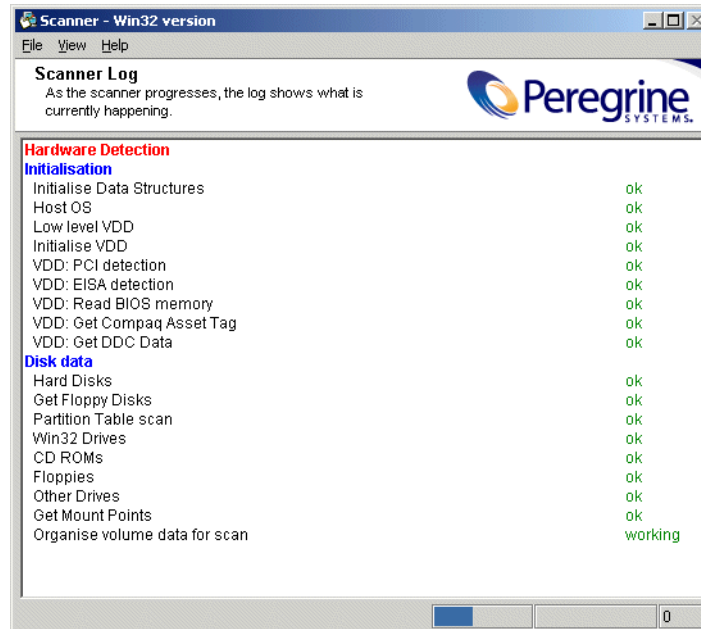 Scanner - Win32 version
File View Help
Scanner Log
As the scanner progresses, the log shows what is
currently happening.
Peregrine
SYSTEMS.
Hardware Detection
Initialisation
Initialise Data Structures ok
Host OS ok
Low level VDD ok
Initialise VDD ok
VDD: PCI detection ok
VDD: EISA detection ok
VDD: Read BIOS memory ok
VDD: Get Compaq Asset Tag ok
VDD: Get DDC Data ok
Disk data
Hard Disks ok
Get Floppy Disks ok
Partition Table scan ok
Win32 Drives ok
CD ROMs ok
Floppies ok
Other Drives ok
Get Mount Points ok
Organise volume data for scan working
0